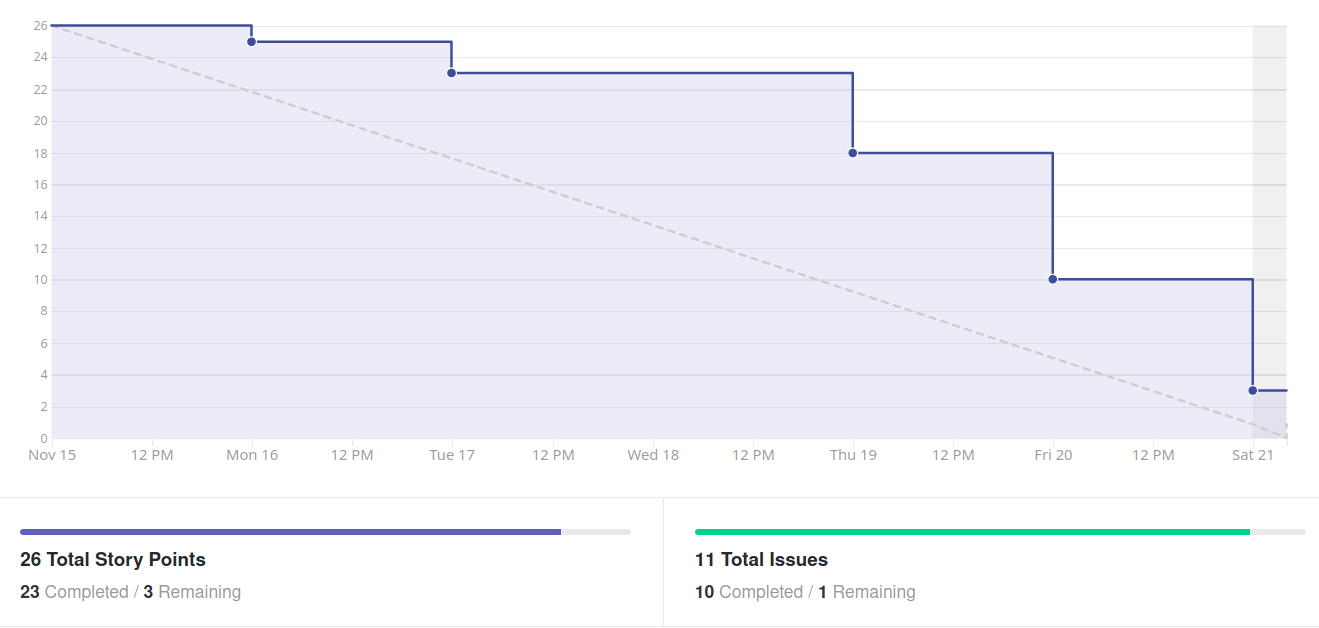 26
24
22
20
18
16
14
12
10
8
6
4
2
0
Nov 15 12 PM Mon 16 12 PM Tue 17 12 PM Wed 18 12 PM Thu 19 12 PM Fri 20 12 PM Sat 21
26 Total Story Points
23 Completed / 3 Remaining
11 Total Issues
10 Completed / 1 Remaining